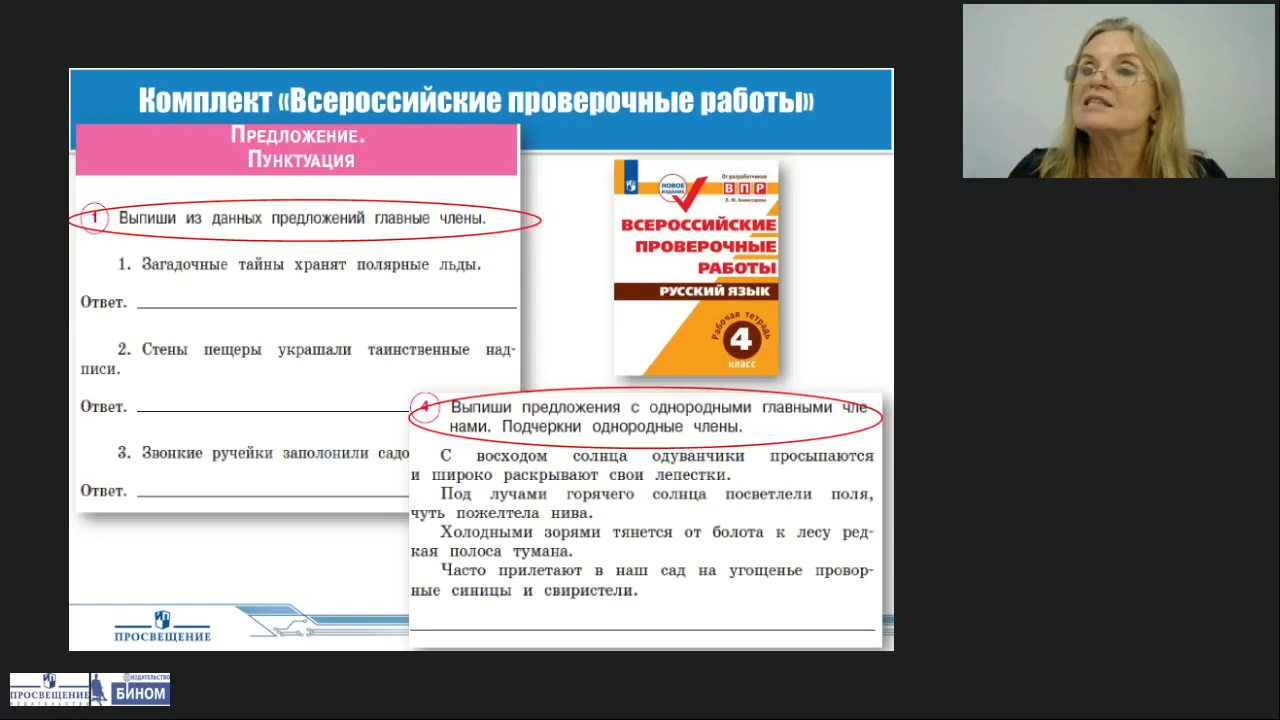 Комплект «Всероссийские проверочные работы»
ПРЕДЛОЖЕНИЕ.
ПУНКТУАЦИЯ
1 Выпиши из данных предложений главные члены.
1. Загадочные тайны хранят полярные льды.
Ответ.
2. Стены пещеры украшали таинственные над-
писи.
Ответ.
3. Звонкие ручейки заполонили садо
Ответ.
НОВОЕ
ИЗДАНИЕ
От разработчиков
ВПР
ВСЕРОССИЙСКИЕ
ПРОВЕРОЧНЫЕ
РАБОТЫ
РУССКИЙ ЯЗЫК
Рабочая тетрадь
4
КЛАСС
4 Выпиши предложения с однородными главными чле
нами. Подчеркни однородные члены.
С восходом солнца одуванчики просыпаются
и широко раскрывают свои лепестки.
Под лучами горячего солнца посветлели поля,
чуть пожелтела нива.
Холодными зорями тянется от болота к лесу ред-
кая полоса тумана.
Часто прилетают в наш сад на угощенье провор-
ные синицы и свиристели.
ПРОСВЕЩЕНИЕ
ПРОСВЕЩЕНИЕ
ИЗДАТЕЛЬСТВО
ИЗДАТЕЛЬСТВО
БИНОМ